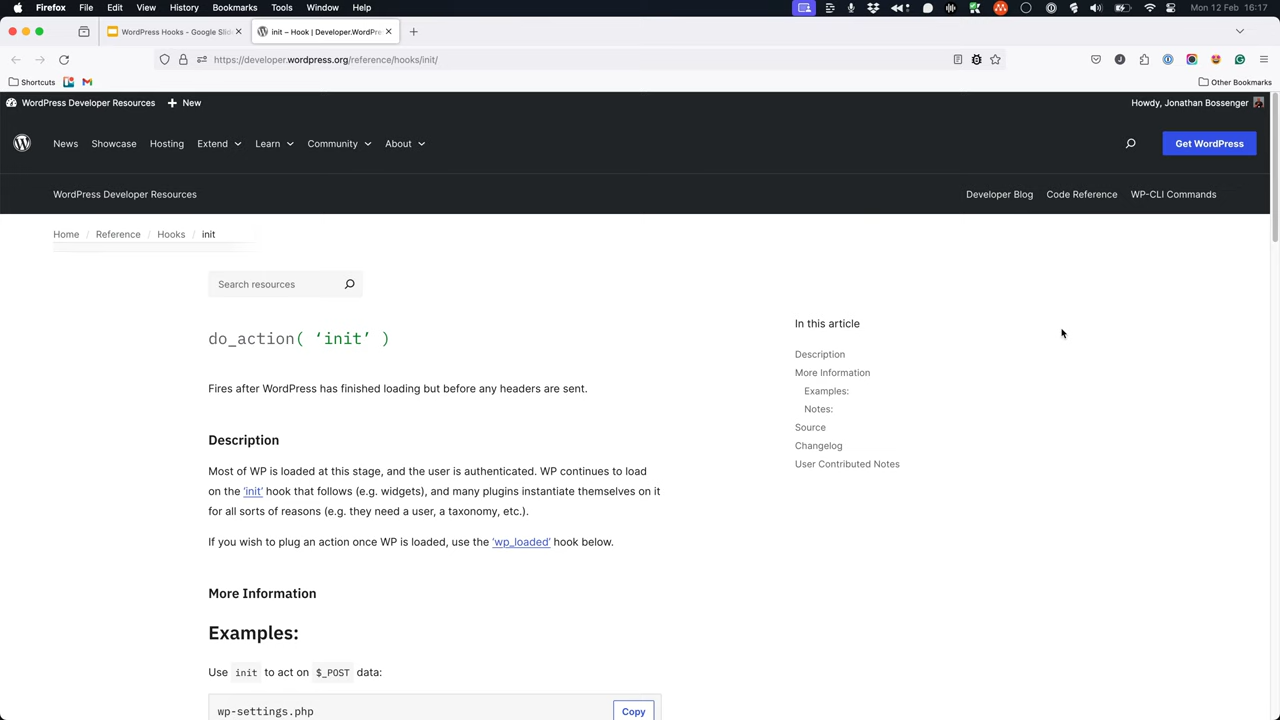 Firefox File Edit View History Bookmarks Tools Window Help Mon 12 Feb 16:17
WordPress Hooks - Google Slid init – Hook | Developer.WordPre
https://developer.wordpress.org/reference/hooks/init/
Shortcuts Other Bookmarks
WordPress Developer Resources New Howdy, Jonathan Bossenger
News Showcase Hosting Extend Learn Community About Get WordPress
WordPress Developer Resources Developer Blog Code Reference WP-CLI Commands
Home / Reference / Hooks / init
Search resources
In this article
do_action( ‘init’ )
Description
More Information
Examples:
Notes:
Source
Changelog
User Contributed Notes
Fires after WordPress has finished loading but before any headers are sent.
Description
Most of WP is loaded at this stage, and the user is authenticated. WP continues to load
on the ‘init’ hook that follows (e.g. widgets), and many plugins instantiate themselves on it
for all sorts of reasons (e.g. they need a user, a taxonomy, etc.).
If you wish to plug an action once WP is loaded, use the ‘wp_loaded’ hook below.
More Information
Examples:
Use init to act on $_POST data:
wp-settings.php Copy